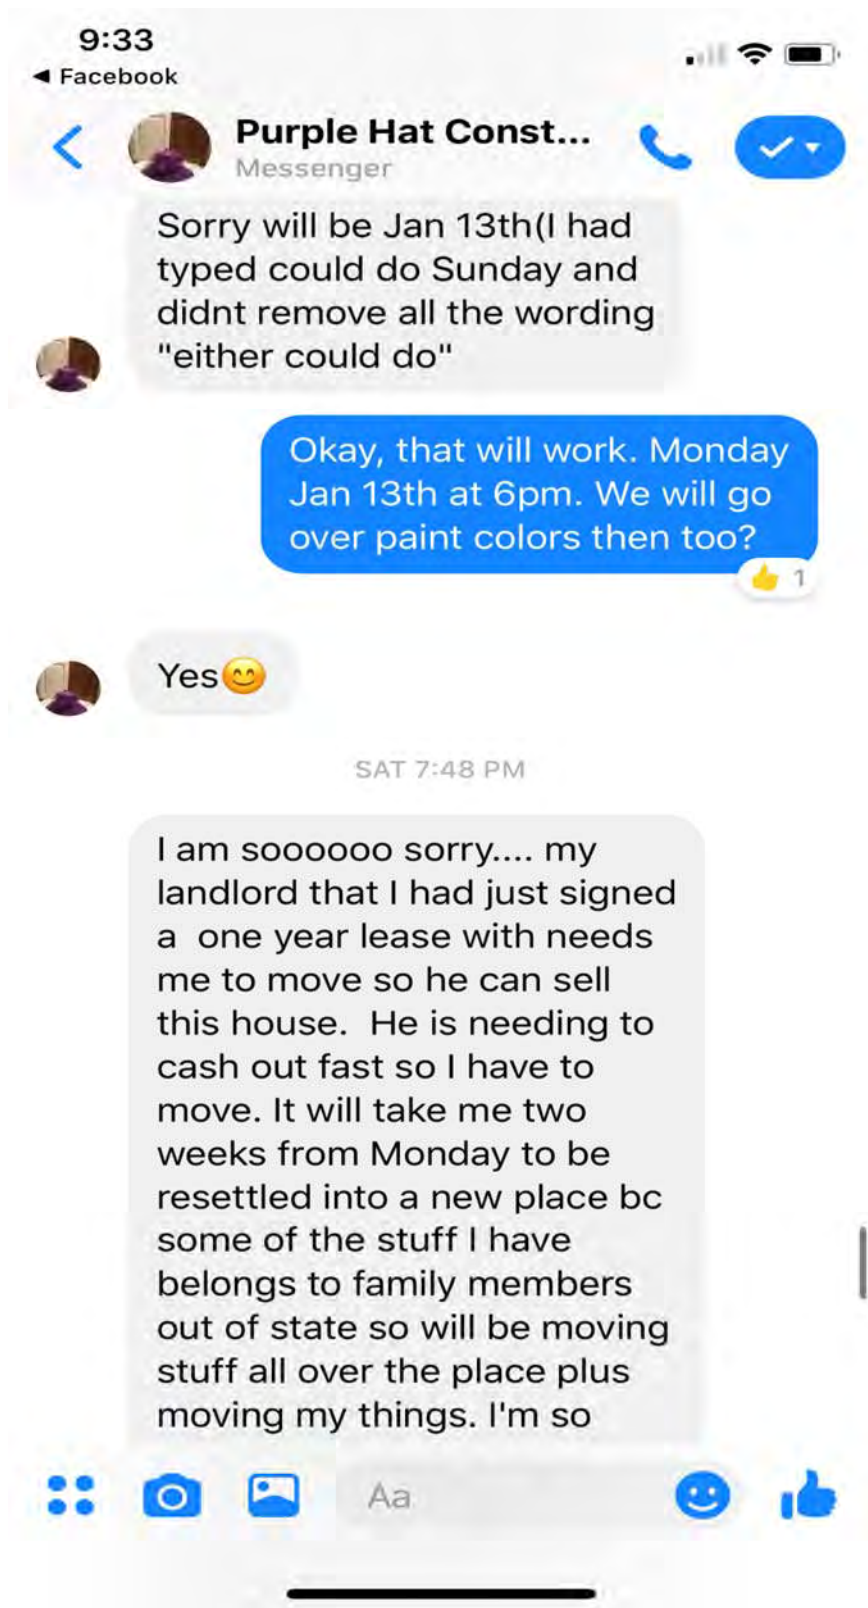 9:33
◀ Facebook
Purple Hat Const...
Messenger
Sorry will be Jan 13th(I had
typed could do Sunday and
didnt remove all the wording
"either could do"
Okay, that will work. Monday
Jan 13th at 6pm. We will go
over paint colors then too?
👍 1
Yes😊
SAT 7:48 PM
I am soooooo sorry.... my
landlord that I had just signed
a  one year lease with needs
me to move so he can sell
this house.  He is needing to
cash out fast so I have to
move. It will take me two
weeks from Monday to be
resettled into a new place bc
some of the stuff I have
belongs to family members
out of state so will be moving
stuff all over the place plus
moving my things. I'm so
Aa